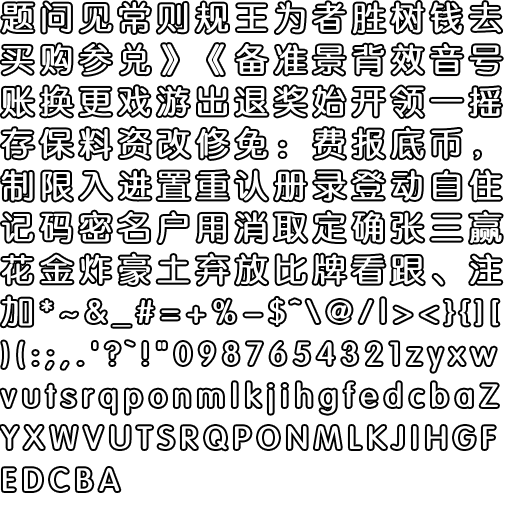 题问见常则规王为者胜树钱去
买购参兑》《备准景背效音号
账换更戏游出退奖始开领一摇
存保料资改修免：费报底币，
制限入进置重认册录登动自住
记码密名户用消取定确张三赢
花金炸豪土弃放比牌看跟、注
加*~&_#=+%-$^\@/|><}{][
)(:;,.'?`!"0987654321zyxw
vutsrqponmlkjihgfedcbaZ
YXWVUTSRQPONMLKJIHGF
EDCBA